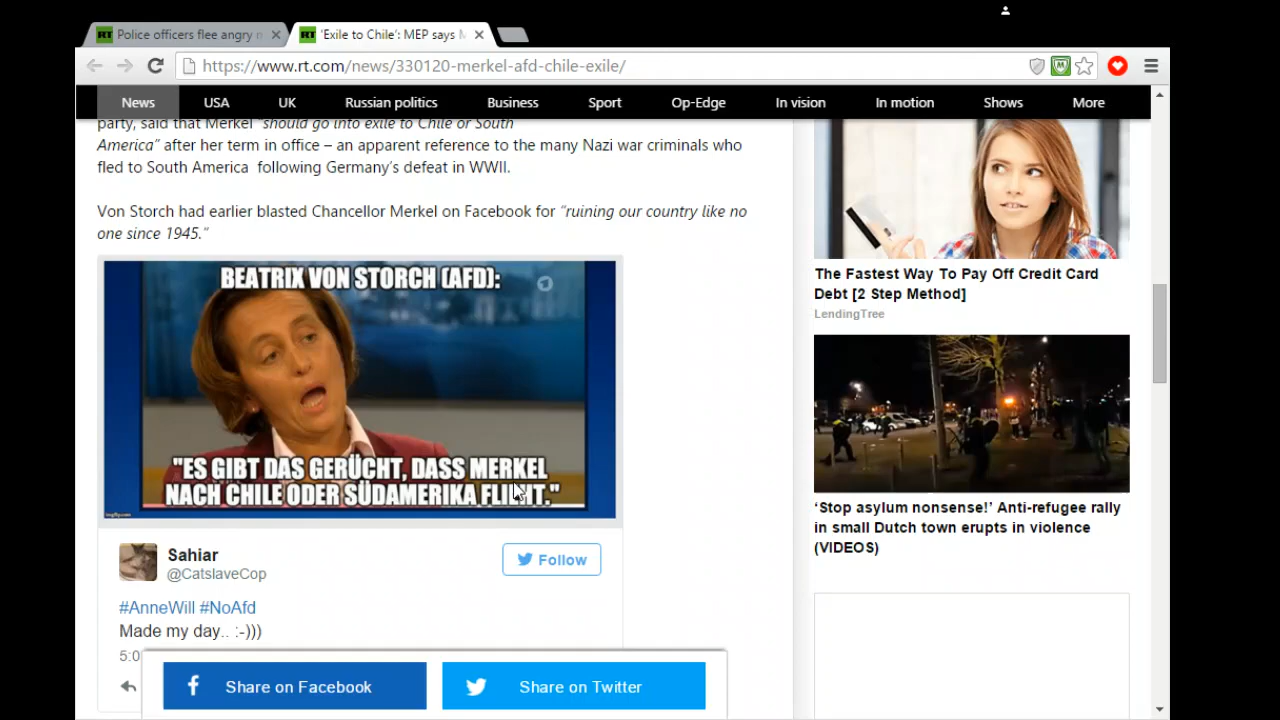 Police officers flee angry
'Exile to Chile': MEP says
https://www.rt.com/news/330120-merkel-afd-chile-exile/
News USA UK Russian politics Business Sport Op-Edge In vision In motion Shows More
party, said that Merkel "should go into exile to Chile or South
America" after her term in office – an apparent reference to the many Nazi war criminals who
fled to South America following Germany's defeat in WWII.
Von Storch had earlier blasted Chancellor Merkel on Facebook for "ruining our country like no
one since 1945."
BEATRIX VON STORCH (AFD):
"ES GIBT DAS GERÜCHT, DASS MERKEL
NACH CHILE ODER SÜDAMERIKA
imgflip.com
Sahiar
@CatslaveCop
Follow
#AnneWill #NoAfd
Made my day.. :-)))
5:0
Share on Facebook
Share on Twitter
The Fastest Way To Pay Off Credit Card
Debt [2 Step Method]
LendingTree
'Stop asylum nonsense!' Anti-refugee rally
in small Dutch town erupts in violence
(VIDEOS)